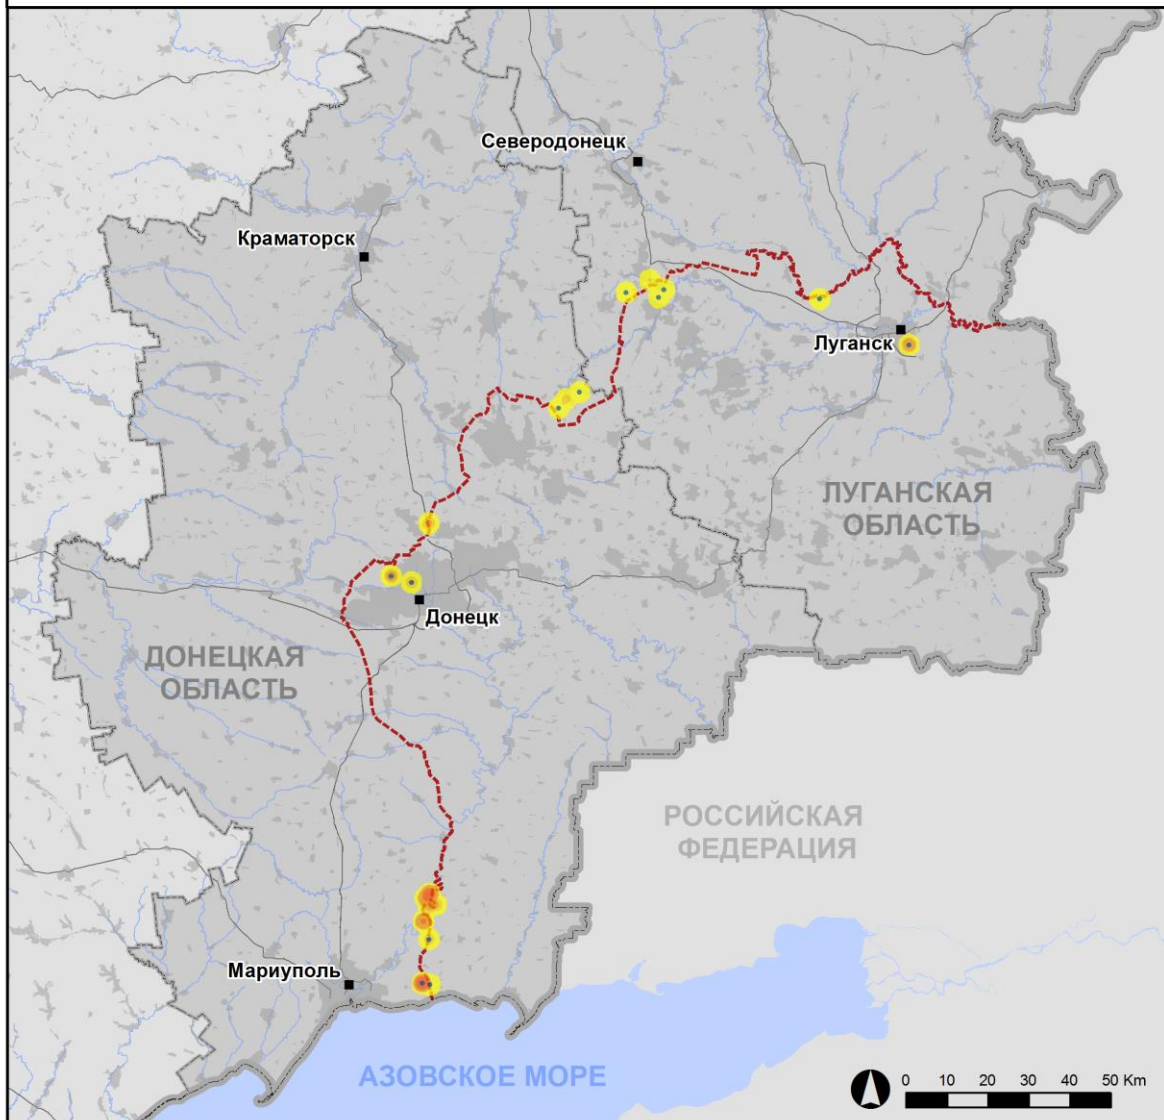 Северодонецк
Краматорск
Луганск
ЛУГАНСКАЯ
ОБЛАСТЬ
Донецк
ДОНЕЦКАЯ
ОБЛАСТЬ
РОССИЙСКАЯ
ФЕДЕРАЦИЯ
Мариуполь
АЗОВСКОЕ МОРЕ
0 10 20 30 40 50 Km